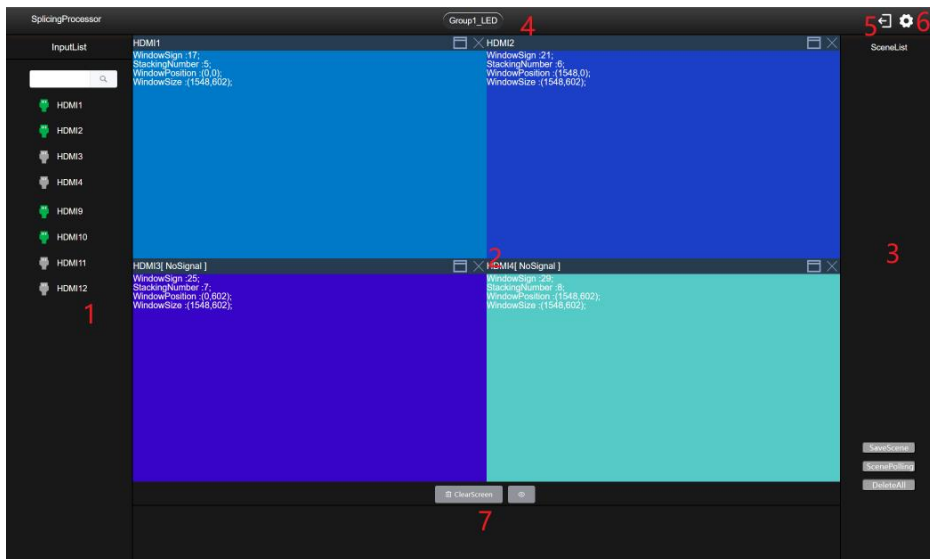 SplicingProcessor
Group1_LED
4
5
6
InputList
HDMI1
HDMI2
HDMI3
HDMI4
HDMI9
HDMI10
HDMI11
HDMI12
1
HDMI1
WindowSign :17;
StackingNumber :5;
WindowPosition :(0,0);
WindowSize :(1548,602);
HDMI2
WindowSign :21;
StackingNumber :6;
WindowPosition :(1548,0);
WindowSize :(1548,602);
2
HDMI3[ NoSignal ]
WindowSign :25;
StackingNumber :7;
WindowPosition :(0,602);
WindowSize :(1548,602);
HDMI4[ NoSignal ]
WindowSign :29;
StackingNumber :8;
WindowPosition :(1548,602);
WindowSize :(1548,602);
ClearScreen
7
SceneList
3
SaveScene
ScenePolling
DeleteAll